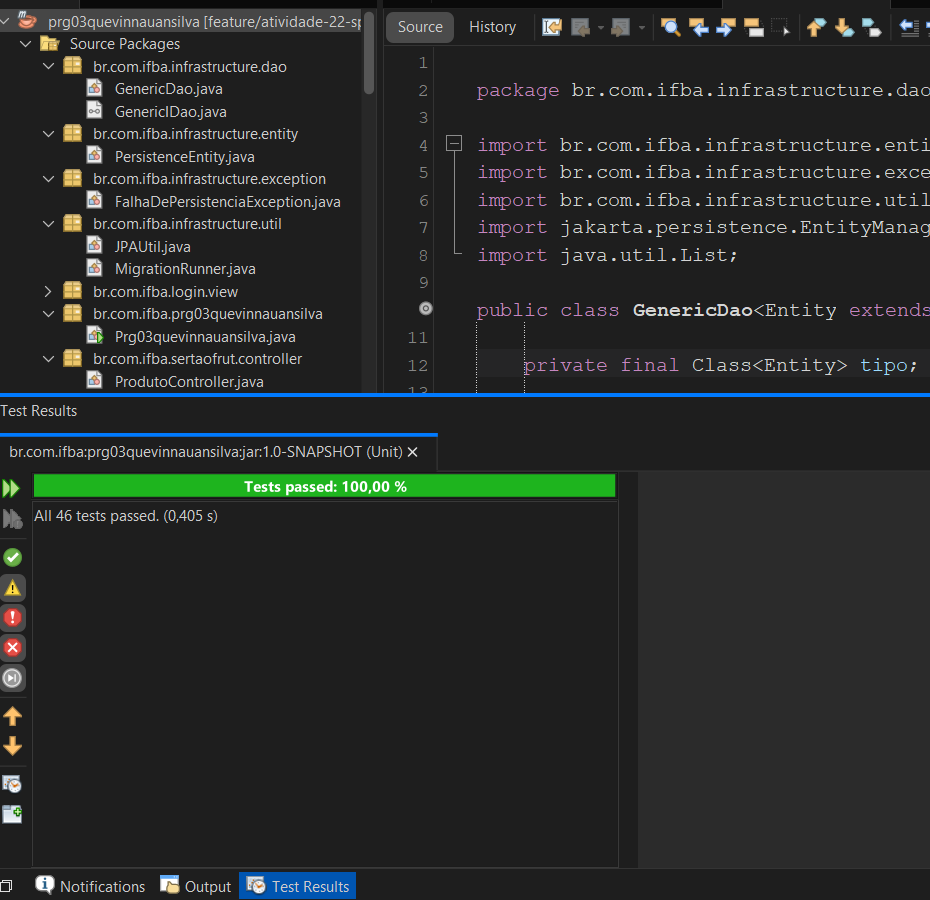 prg03quevinnauansilva [feature/atividade-22-sp
Source Packages
br.com.ifba.infrastructure.dao
GenericDao.java
GenericIDao.java
br.com.ifba.infrastructure.entity
PersistenceEntity.java
br.com.ifba.infrastructure.exception
FalhaDePersistenciaException.java
br.com.ifba.infrastructure.util
JPAUtil.java
MigrationRunner.java
br.com.ifba.login.view
br.com.ifba.prg03quevinnauansilva
Prg03quevinnauansilva.java
br.com.ifba.sertaofrut.controller
ProdutoController.java
Source History
1
2 package br.com.ifba.infrastructure.dao
3
4 import br.com.ifba.infrastructure.enti
5 import br.com.ifba.infrastructure.exce
6 import br.com.ifba.infrastructure.util
7 import jakarta.persistence.EntityManag
8 import java.util.List;
9
public class GenericDao<Entity extends
11
12 private final Class<Entity> tipo;
13
Test Results
br.com.ifba:prg03quevinnauansilva:jar:1.0-SNAPSHOT (Unit)
Tests passed: 100,00 %
All 46 tests passed. (0,405 s)
Notifications Output Test Results